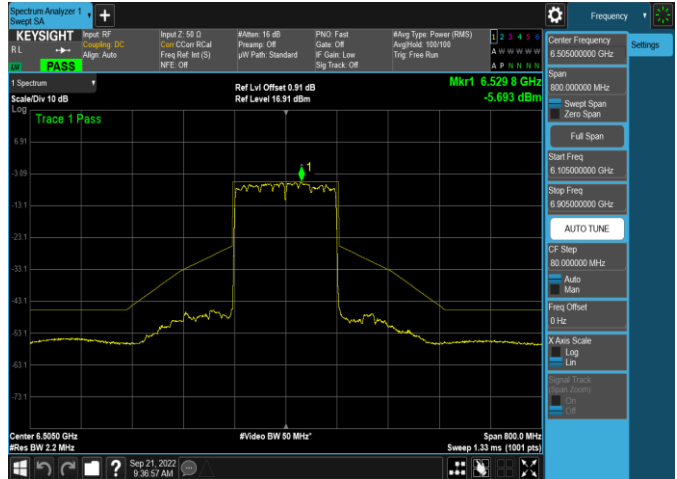 Spectrum Analyzer 1
Swept SA
KEYSIGHT
R L
PASS
Input: RF
Coupling: DC
Align: Auto
Input Z: 50 Ω
Corr CCorr RCal
Freq Ref: Int (S)
NFE: Off
#Atten: 16 dB
Preamp: Off
µW Path: Standard
PNO: Fast
Gate: Off
IF Gain: Low
Sig Track: Off
#Avg Type: Power (RMS)
Avg|Hold: 100/100
Trig: Free Run
1 2 3 4 5 6
A W W W W W
A P N N N N
1 Spectrum
Scale/Div 10 dB
Log
Ref Lvl Offset 0.91 dB
Ref Level 16.91 dBm
Mkr1 6.529 8 GHz
-5.693 dBm
Trace 1 Pass
1
6.91
-3.09
-13.1
-23.1
-33.1
-43.1
-53.1
-63.1
-73.1
Center 6.5050 GHz
#Res BW 2.2 MHz
#Video BW 50 MHz*
Span 800.0 MHz
Sweep 1.33 ms (1001 pts)
Sep 21, 2022
9:36:57 AM
Frequency
Settings
Center Frequency
6.505000000 GHz
Span
800.000000 MHz
Swept Span
Zero Span
Full Span
Start Freq
6.105000000 GHz
Stop Freq
6.905000000 GHz
AUTO TUNE
CF Step
80.000000 MHz
Auto
Man
Freq Offset
0 Hz
X Axis Scale
Log
Lin
Signal Track
(Span Zoom)
On
Off